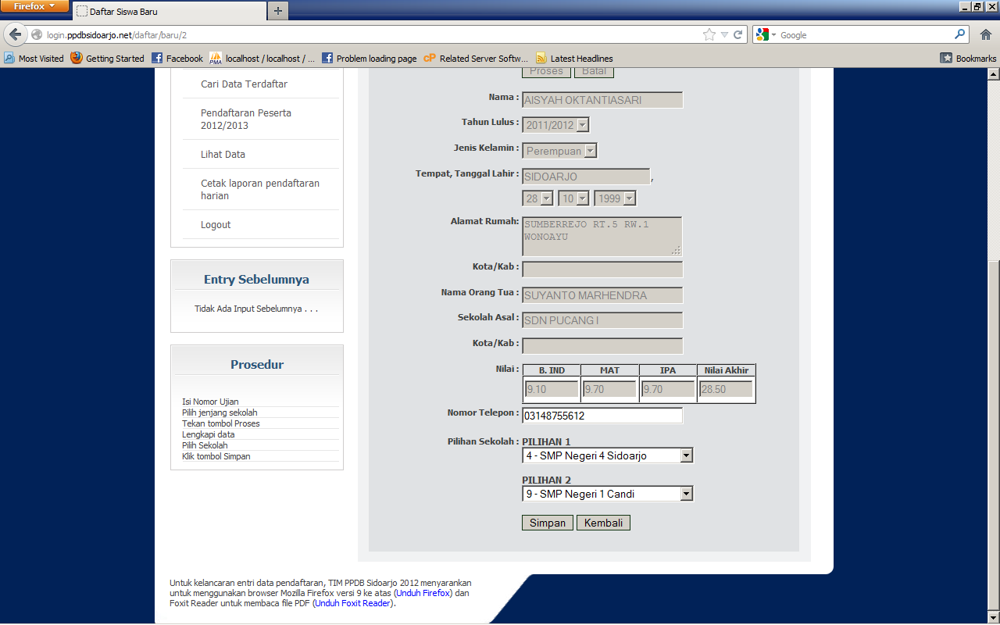 Firefox
Daftar Siswa Baru
login.ppdbsidoarjo.net/daftar/baru/2
Google
Most Visited Getting Started Facebook localhost / localhost / ... Problem loading page Related Server Softw... Latest Headlines Bookmarks
Cari Data Terdaftar
Pendaftaran Peserta
2012/2013
Lihat Data
Cetak laporan pendaftaran
harian
Logout
Entry Sebelumnya
Tidak Ada Input Sebelumnya . . .
Prosedur
Isi Nomor Ujian
Pilih jenjang sekolah
Tekan tombol Proses
Lengkapi data
Pilih Sekolah
Klik tombol Simpan
Proses Batal
Nama : AISYAH OKTANTIASARI
Tahun Lulus : 2011/2012
Jenis Kelamin : Perempuan
Tempat, Tanggal Lahir : SIDOARJO ,
28 10 1999
Alamat Rumah: SUMBERREJO RT.5 RW.1
WONOAYU
Kota/Kab :
Nama Orang Tua : SUYANTO MARHENDRA
Sekolah Asal : SDN PUCANG I
Kota/Kab :
Nilai : B. IND MAT IPA Nilai Akhir
9.10 9.70 9.70 28.50
Nomor Telepon : 03148755612
Pilihan Sekolah : PILIHAN 1
4 - SMP Negeri 4 Sidoarjo
PILIHAN 2
9 - SMP Negeri 1 Candi
Simpan Kembali
Untuk kelancaran entri data pendaftaran, TIM PPDB Sidoarjo 2012 menyarankan
untuk menggunakan browser Mozilla Firefox versi 9 ke atas (Unduh Firefox) dan
Foxit Reader untuk membaca file PDF (Unduh Foxit Reader).